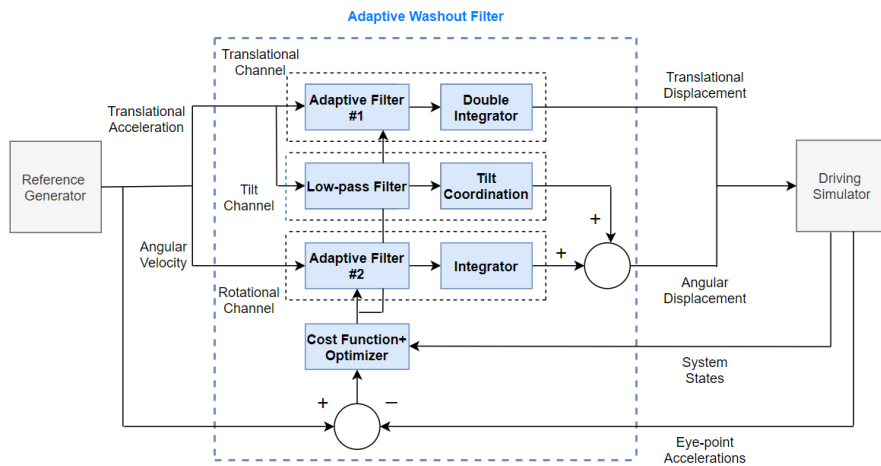 Adaptive Washout Filter
Translational
Channel
Translational
Acceleration
Adaptive Filter
#1
Double
Integrator
Translational
Displacement
Reference
Generator
Tilt
Channel
Low-pass Filter
Tilt
Coordination
Driving
Simulator
+
Angular
Velocity
Adaptive Filter
#2
Integrator
+
Angular
Displacement
Rotational
Channel
Cost Function+
Optimizer
System
States
+
−
Eye-point
Accelerations